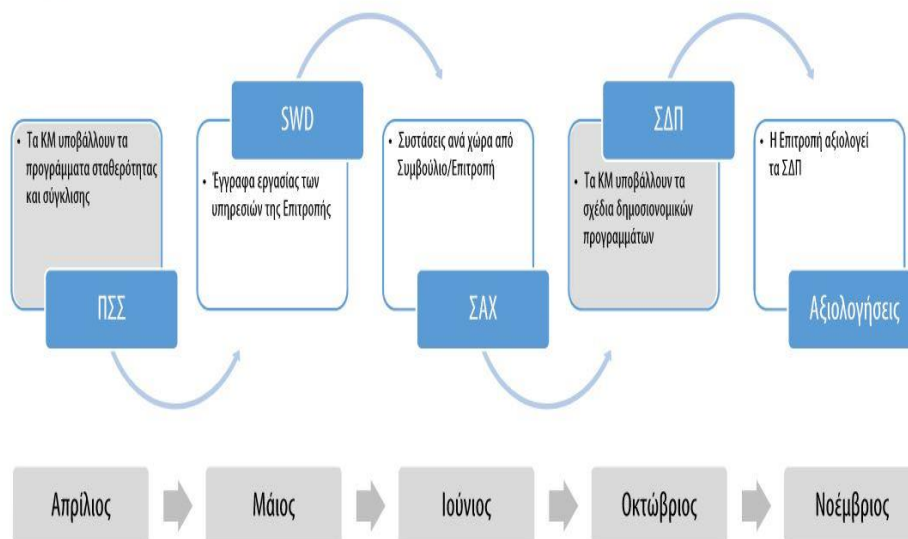 • Τα ΚΜ υποβάλλουν τα
προγράμματα σταθερότητας
και σύγκλισης
ΠΣΣ
SWD
• Έγγραφα εργασίας των
υπηρεσιών της Επιτροπής
• Συστάσεις ανά χώρα από
Συμβούλιο/Επιτροπή
ΣΑΧ
ΣΔΠ
• Τα ΚΜ υποβάλλουν τα
σχέδια δημοσιονομικών
προγραμμάτων
• Η Επιτροπή αξιολογεί
τα ΣΔΠ
Αξιολογήσεις
Απρίλιος
Μάιος
Ιούνιος
Οκτώβριος
Νοέμβριος